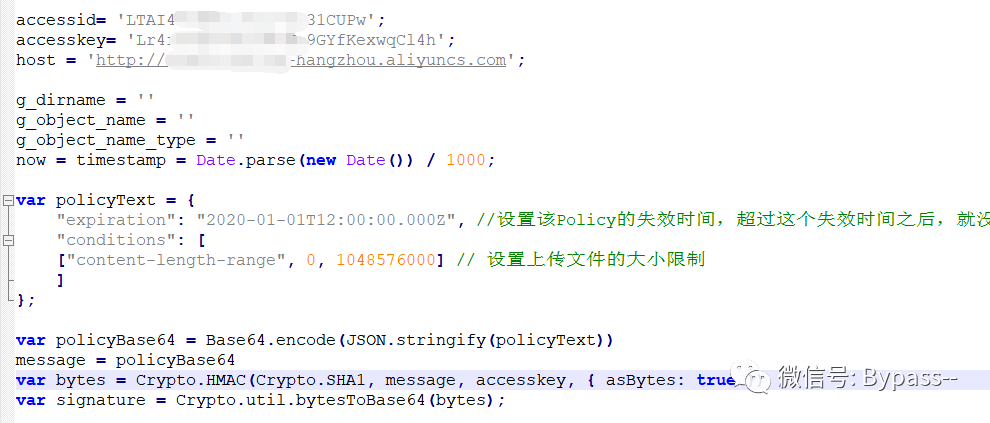 accessid= 'LTAI4 31CUPw';
accesskey= 'Lr4 9GYfKexwqCl4h';
host = 'http:// -hangzhou.aliyuncs.com';
g_dirname = ''
g_object_name = ''
g_object_name_type = ''
now = timestamp = Date.parse(new Date()) / 1000;
var policyText = {
"expiration": "2020-01-01T12:00:00.000Z", //设置该Policy的失效时间，超过这个失效时间之后，就没
"conditions": [
["content-length-range", 0, 1048576000] // 设置上传文件的大小限制
]
};
var policyBase64 = Base64.encode(JSON.stringify(policyText))
message = policyBase64
var bytes = Crypto.HMAC(Crypto.SHA1, message, accesskey, { asBytes: true
微信号: Bypass--
var signature = Crypto.util.bytesToBase64(bytes);